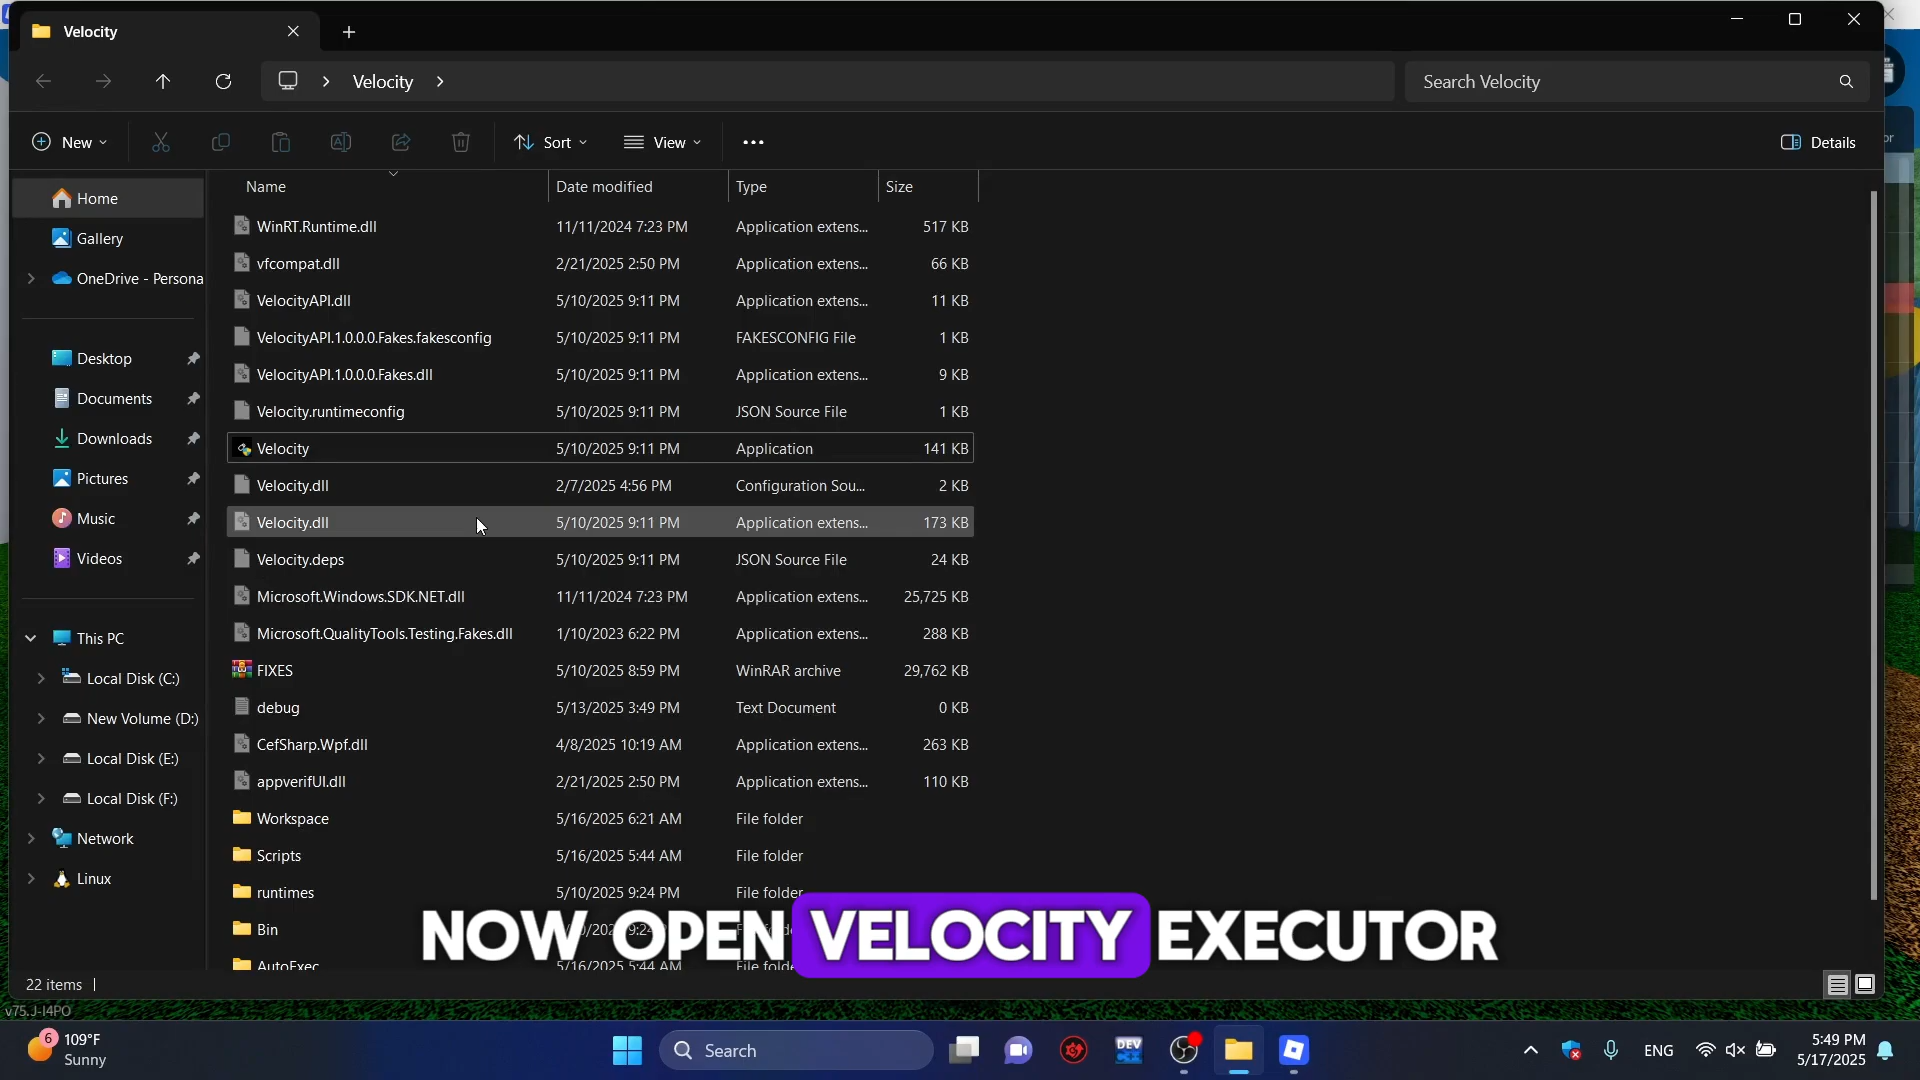 Velocity
Velocity
Search Velocity
New
Sort
View
Details
Name
Date modified
Type
Size
Home
Gallery
OneDrive - Persona
Desktop
Documents
Downloads
Pictures
Music
Videos
This PC
Local Disk (C:)
New Volume (D:)
Local Disk (E:)
Local Disk (F:)
Network
Linux
WinRT.Runtime.dll 11/11/2024 7:23 PM Application extens... 517 KB
vfcompat.dll 2/21/2025 2:50 PM Application extens... 66 KB
VelocityAPI.dll 5/10/2025 9:11 PM Application extens... 11 KB
VelocityAPI.1.0.0.0.Fakes.fakesconfig 5/10/2025 9:11 PM FAKESCONFIG File 1 KB
VelocityAPI.1.0.0.0.Fakes.dll 5/10/2025 9:11 PM Application extens... 9 KB
Velocity.runtimeconfig 5/10/2025 9:11 PM JSON Source File 1 KB
Velocity 5/10/2025 9:11 PM Application 141 KB
Velocity.dll 2/7/2025 4:56 PM Configuration Sou... 2 KB
Velocity.dll 5/10/2025 9:11 PM Application extens... 173 KB
Velocity.deps 5/10/2025 9:11 PM JSON Source File 24 KB
Microsoft.Windows.SDK.NET.dll 11/11/2024 7:23 PM Application extens... 25,725 KB
Microsoft.QualityTools.Testing.Fakes.dll 1/10/2023 6:22 PM Application extens... 288 KB
FIXES 5/10/2025 8:59 PM WinRAR archive 29,762 KB
debug 5/13/2025 3:49 PM Text Document 0 KB
CefSharp.Wpf.dll 4/8/2025 10:19 AM Application extens... 263 KB
appverifUI.dll 2/21/2025 2:50 PM Application extens... 110 KB
Workspace 5/16/2025 6:21 AM File folder
Scripts 5/16/2025 5:44 AM File folder
runtimes 5/10/2025 9:24 PM File folder
Bin
AutoExec 5/16/2025 5:44 AM File folde
NOW OPEN VELOCITY EXECUTOR
22 items
v75.J-I4PO
6
109°F
Sunny
Search
DEV
ENG
5:49 PM
5/17/2025